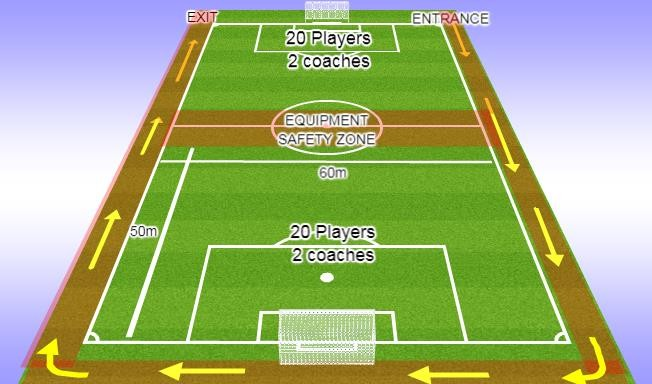 EXIT
ENTRANCE
20 Players
2 coaches
EQUIPMENT
SAFETY ZONE
60m
50m
20 Players
2 coaches